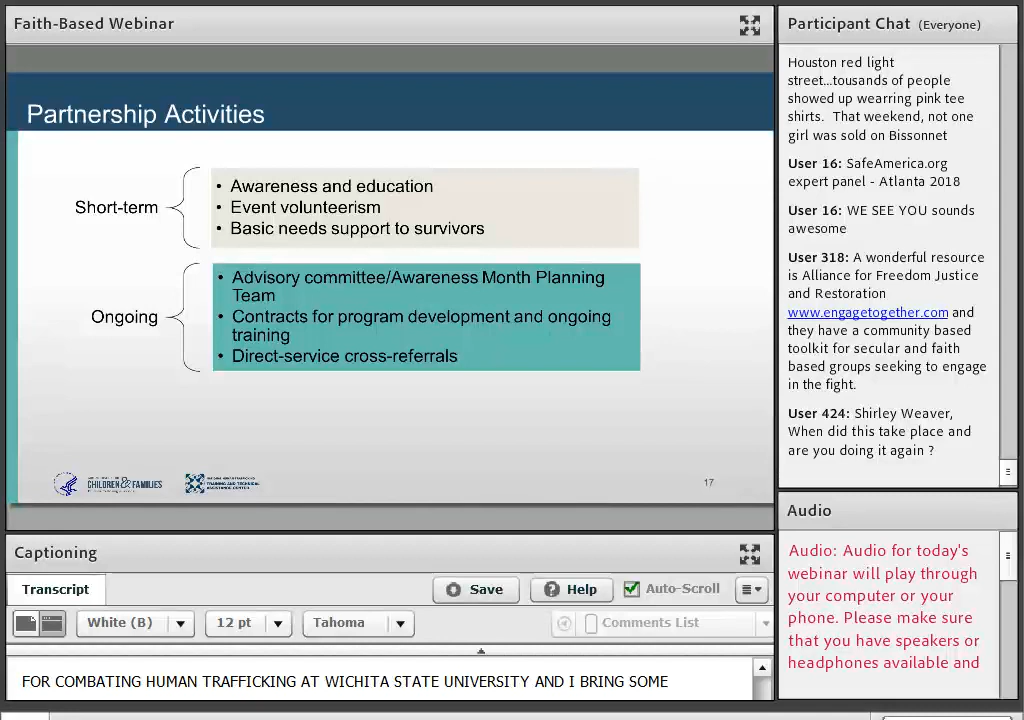 Faith-Based Webinar
Partnership Activities
Short-term
• Awareness and education
• Event volunteerism
• Basic needs support to survivors
Ongoing
• Advisory committee/Awareness Month Planning
Team
• Contracts for program development and ongoing
training
• Direct-service cross-referrals
CHILDREN & FAMILIES
TRAINING AND TECHNICAL
ASSISTANCE CENTER
17
Captioning
Transcript
Save
Help
Auto-Scroll
White (B)
12 pt
Tahoma
Comments List
FOR COMBATING HUMAN TRAFFICKING AT WICHITA STATE UNIVERSITY AND I BRING SOME
Participant Chat (Everyone)
Houston red light
street...tousands of people
showed up wearring pink tee
shirts. That weekend, not one
girl was sold on Bissonnet
User 16: SafeAmerica.org
expert panel - Atlanta 2018
User 16: WE SEE YOU sounds
awesome
User 318: A wonderful resource
is Alliance for Freedom Justice
and Restoration
www.engagetogether.com and
they have a community based
toolkit for secular and faith
based groups seeking to engage
in the fight.
User 424: Shirley Weaver,
When did this take place and
are you doing it again ?
Audio
Audio: Audio for today's
webinar will play through
your computer or your
phone. Please make sure
that you have speakers or
headphones available and